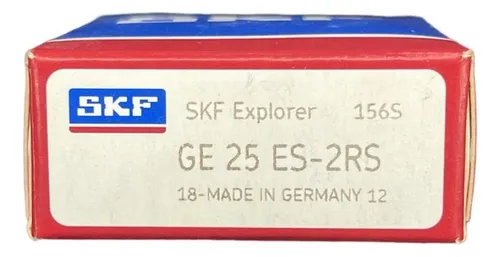 SKF
SKF Explorer 156S
GE 25 ES-2RS
18-MADE IN GERMANY 12